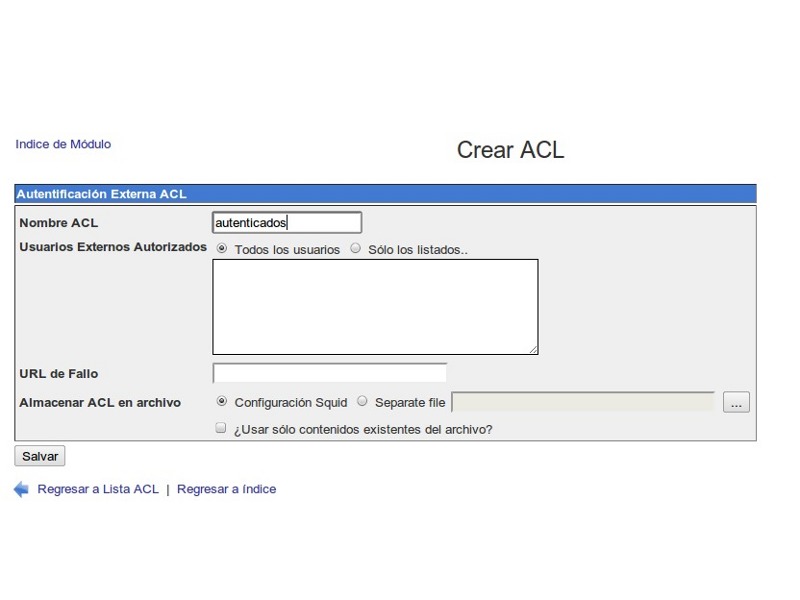 Indice de Módulo
Crear ACL
Autentificación Externa ACL
Nombre ACL autenticados
Usuarios Externos Autorizados Todos los usuarios Sólo los listados..
URL de Fallo
Almacenar ACL en archivo Configuración Squid Separate file ...
¿Usar sólo contenidos existentes del archivo?
Salvar
Regresar a Lista ACL | Regresar a índice